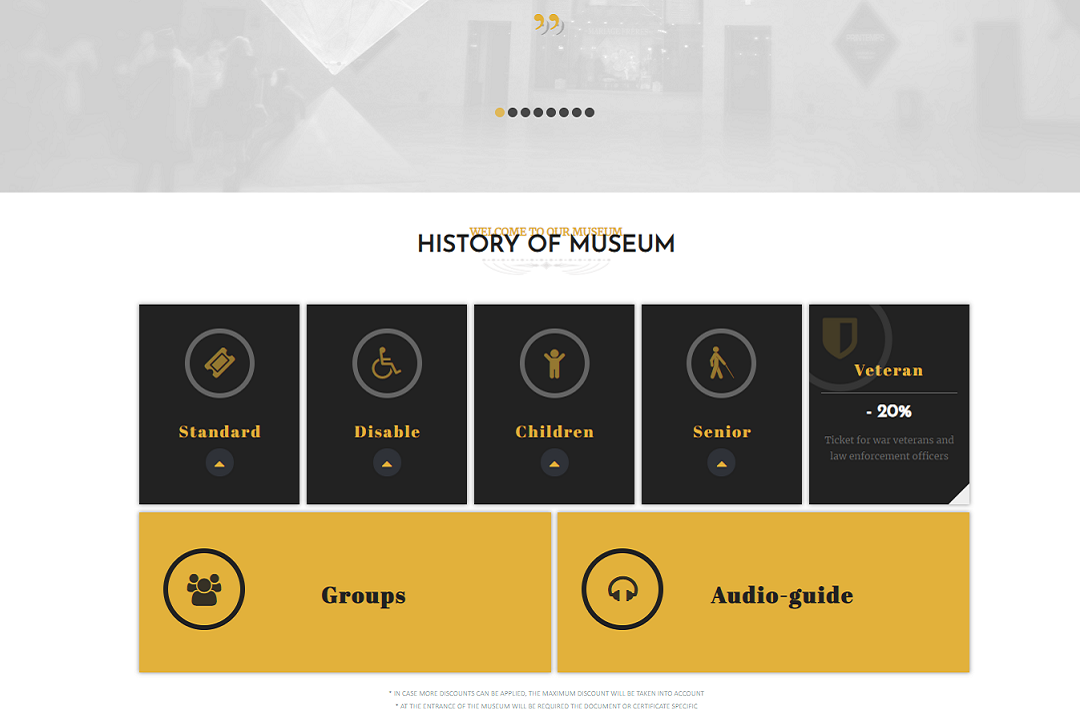 ”
WELCOME TO OUR MUSEUM
HISTORY OF MUSEUM
Standard
Disable
Children
Senior
Veteran
- 20%
Ticket for war veterans and
law enforcement officers
Groups
Audio-guide
* IN CASE MORE DISCOUNTS CAN BE APPLIED, THE MAXIMUM DISCOUNT WILL BE TAKEN INTO ACCOUNT
* AT THE ENTRANCE OF THE MUSEUM WILL BE REQUIRED THE DOCUMENT OR CERTIFICATE SPECIFIC